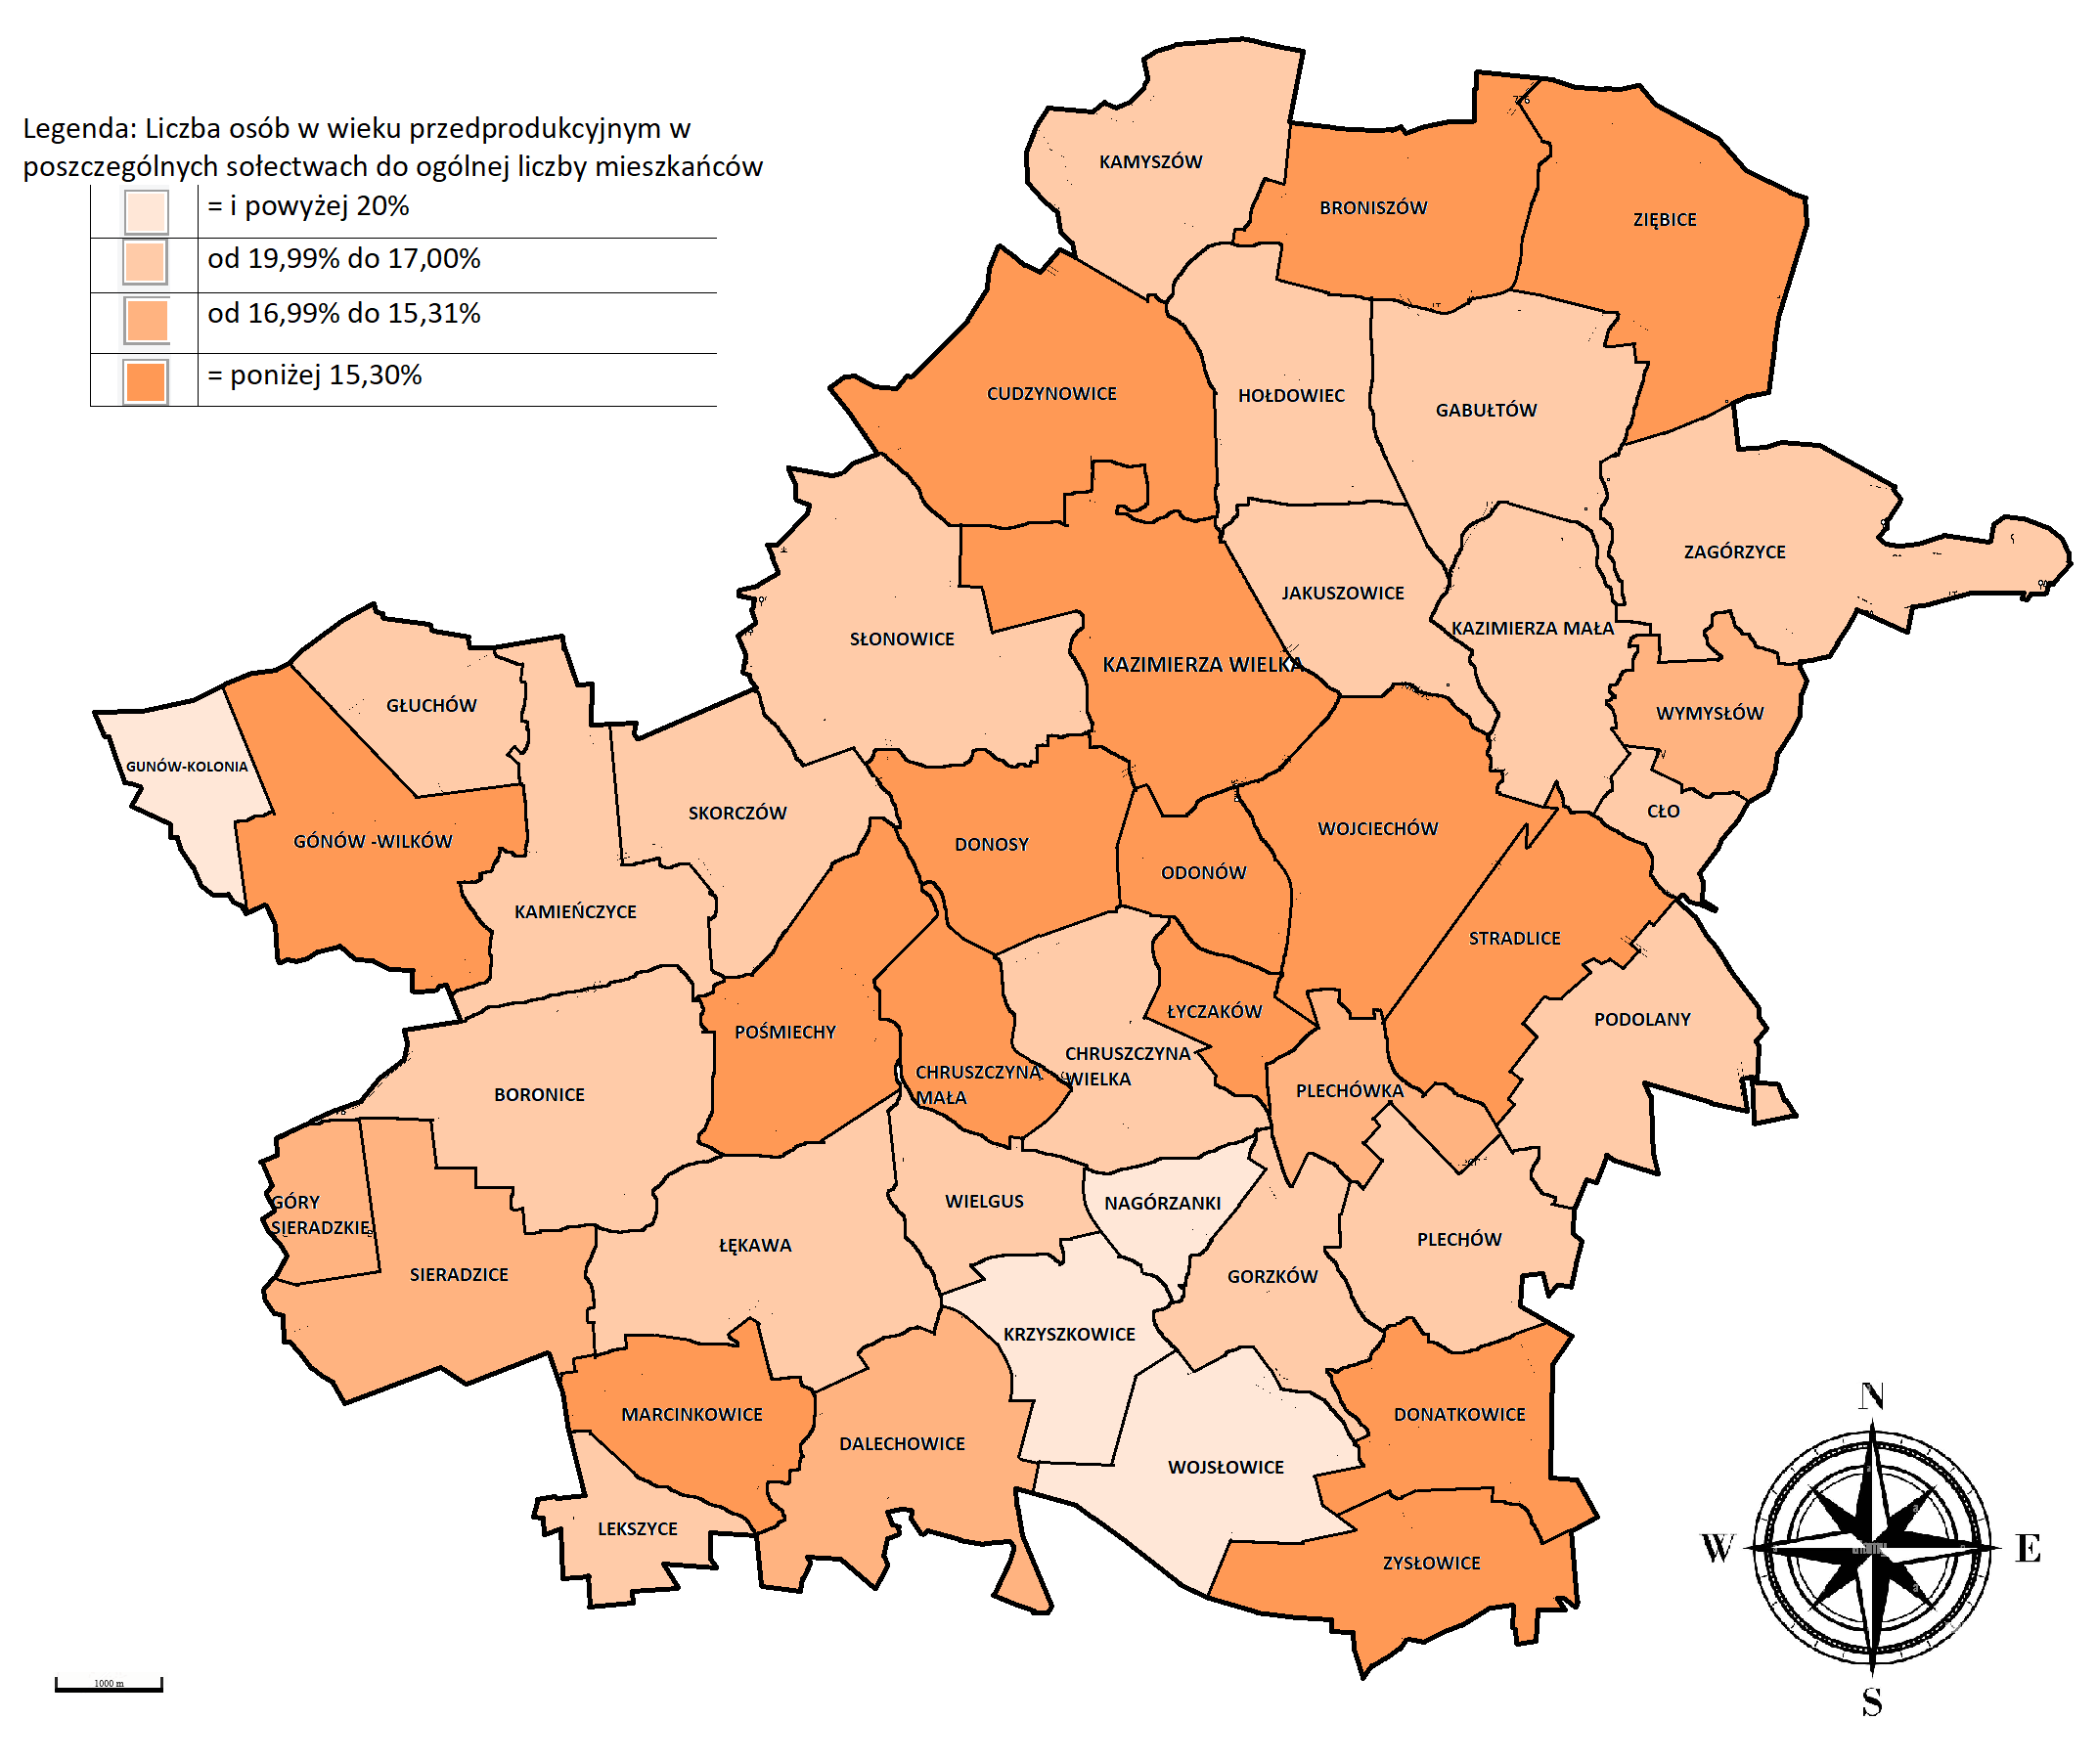 Legenda: Liczba osób w wieku przedprodukcyjnym w
poszczególnych sołectwach do ogólnej liczby mieszkańców
= i powyżej 20%
od 19,99% do 17,00%
od 16,99% do 15,31%
= poniżej 15,30%
KAMYSZÓW
BRONISZÓW
776
ZIĘBICE
CUDZYNOWICE
HOŁDOWIEC
GABUŁTÓW
ZAGÓRZYCE
JAKUSZOWICE
KAZIMIERZA MAŁA
SŁONOWICE
KAZIMIERZA WIELKA
GŁUCHÓW
WYMYSŁÓW
GUNÓW-KOLONIA
GÓNÓW -WILKÓW
SKORCZÓW
CŁO
WOJCIECHÓW
DONOSY
ODONÓW
KAMIEŃCZYCE
STRADLICE
ŁYCZAKÓW
PODOLANY
POŚMIECHY
CHRUSZCZYNA
WIELKA
CHRUSZCZYNA
MAŁA
PLECHÓWKA
BORONICE
GÓRY
SIERADZKIE
WIELGUS
NAGÓRZANKI
PLECHÓW
ŁĘKAWA
SIERADZICE
GORZKÓW
KRZYSZKOWICE
MARCINKOWICE
DONATKOWICE
DALECHOWICE
WOJSŁOWICE
LEKSZYCE
ZYSŁOWICE
N
W
E
S
1000 m